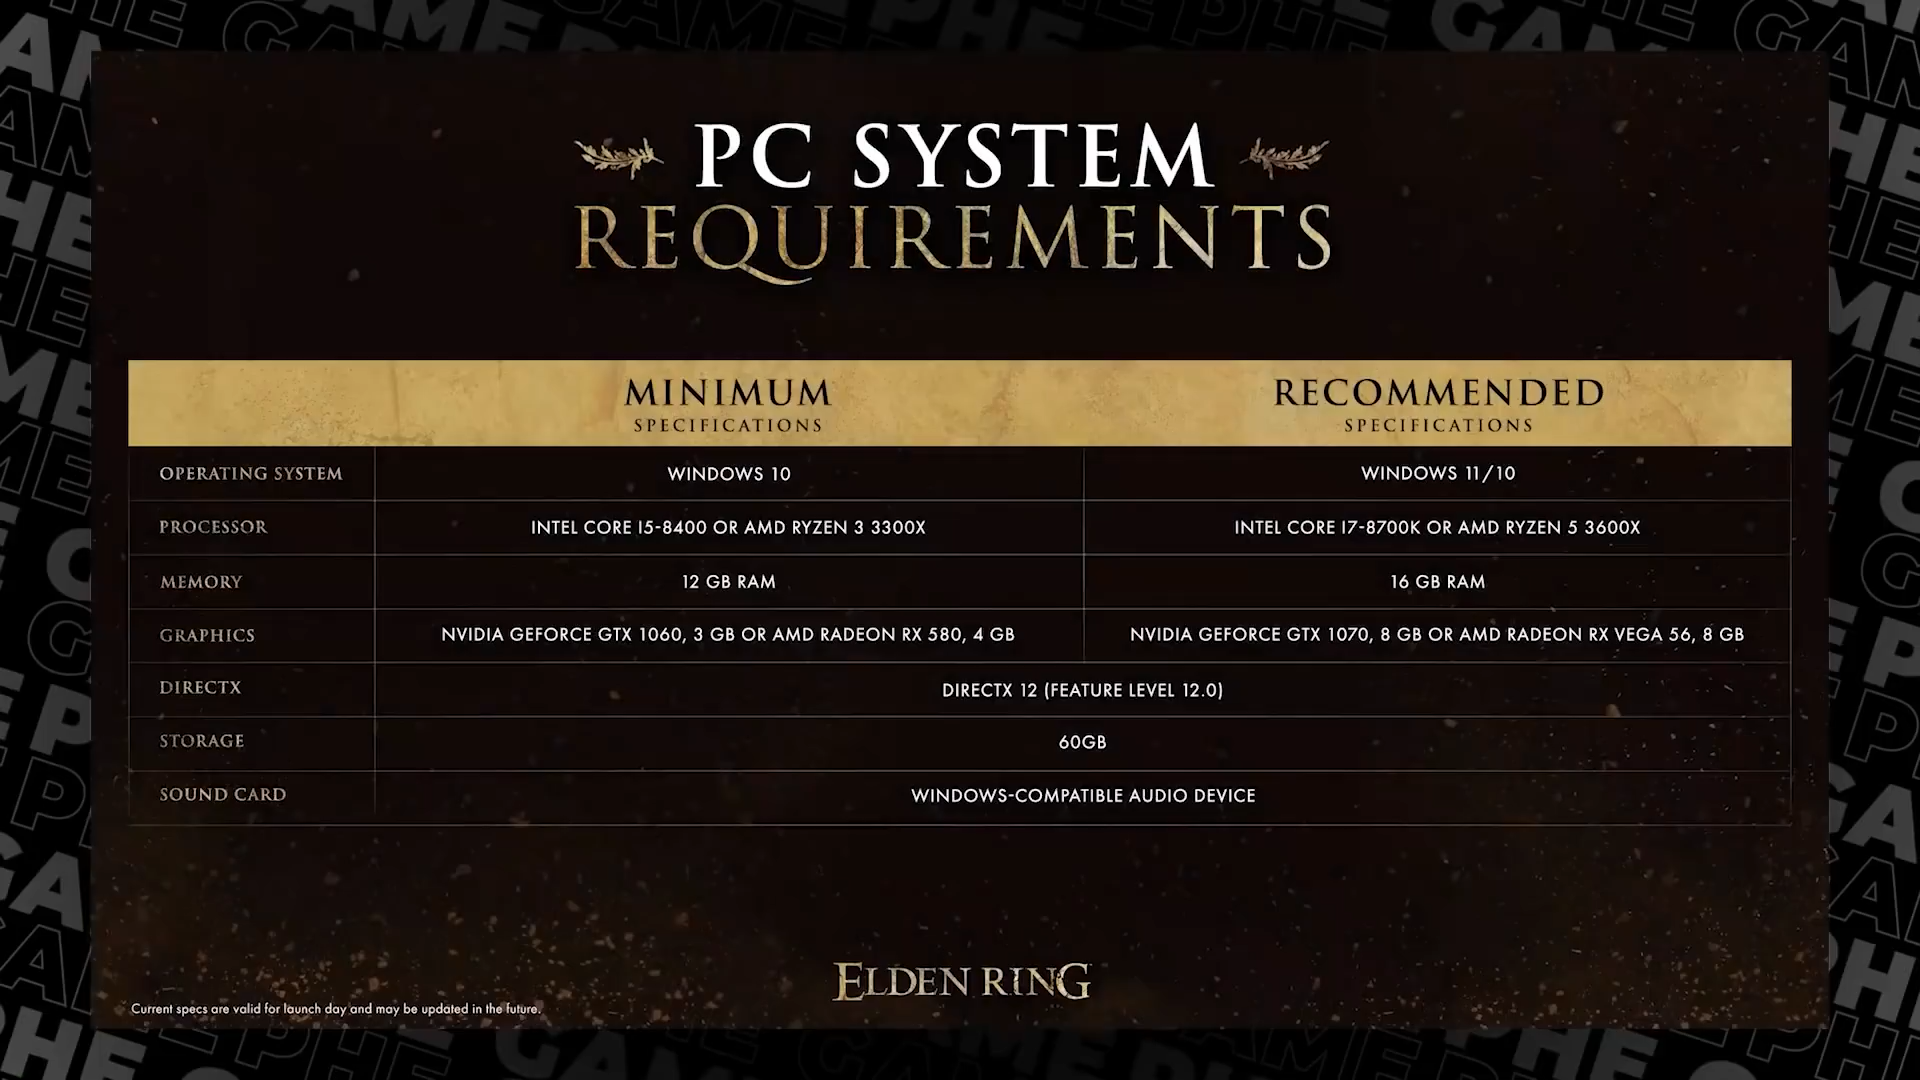 PC SYSTEM
REQUIREMENTS
MINIMUM
SPECIFICATIONS
RECOMMENDED
SPECIFICATIONS
OPERATING SYSTEM
WINDOWS 10
WINDOWS 11/10
PROCESSOR
INTEL CORE I5-8400 OR AMD RYZEN 3 3300X
INTEL CORE I7-8700K OR AMD RYZEN 5 3600X
MEMORY
12 GB RAM
16 GB RAM
GRAPHICS
NVIDIA GEFORCE GTX 1060, 3 GB OR AMD RADEON RX 580, 4 GB
NVIDIA GEFORCE GTX 1070, 8 GB OR AMD RADEON RX VEGA 56, 8 GB
DIRECTX
DIRECTX 12 (FEATURE LEVEL 12.0)
STORAGE
60GB
SOUND CARD
WINDOWS-COMPATIBLE AUDIO DEVICE
ELDEN RING
Current specs are valid for launch day and may be updated in the future.